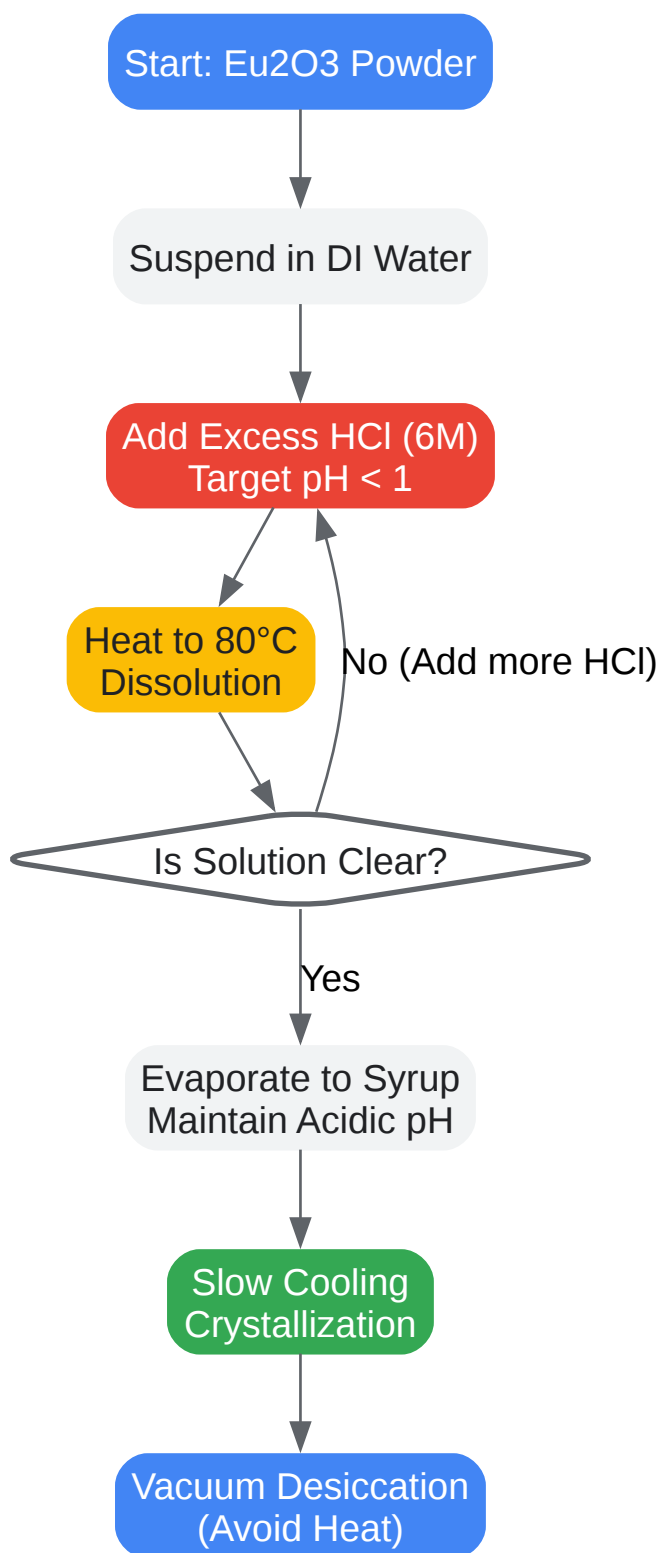 Start: Eu2O3 Powder
Suspend in DI Water
Add Excess HCl (6M)
Target pH < 1
Heat to 80°C
Dissolution
No (Add more HCl)
Is Solution Clear?
Yes
Evaporate to Syrup
Maintain Acidic pH
Slow Cooling
Crystallization
Vacuum Desiccation
(Avoid Heat)